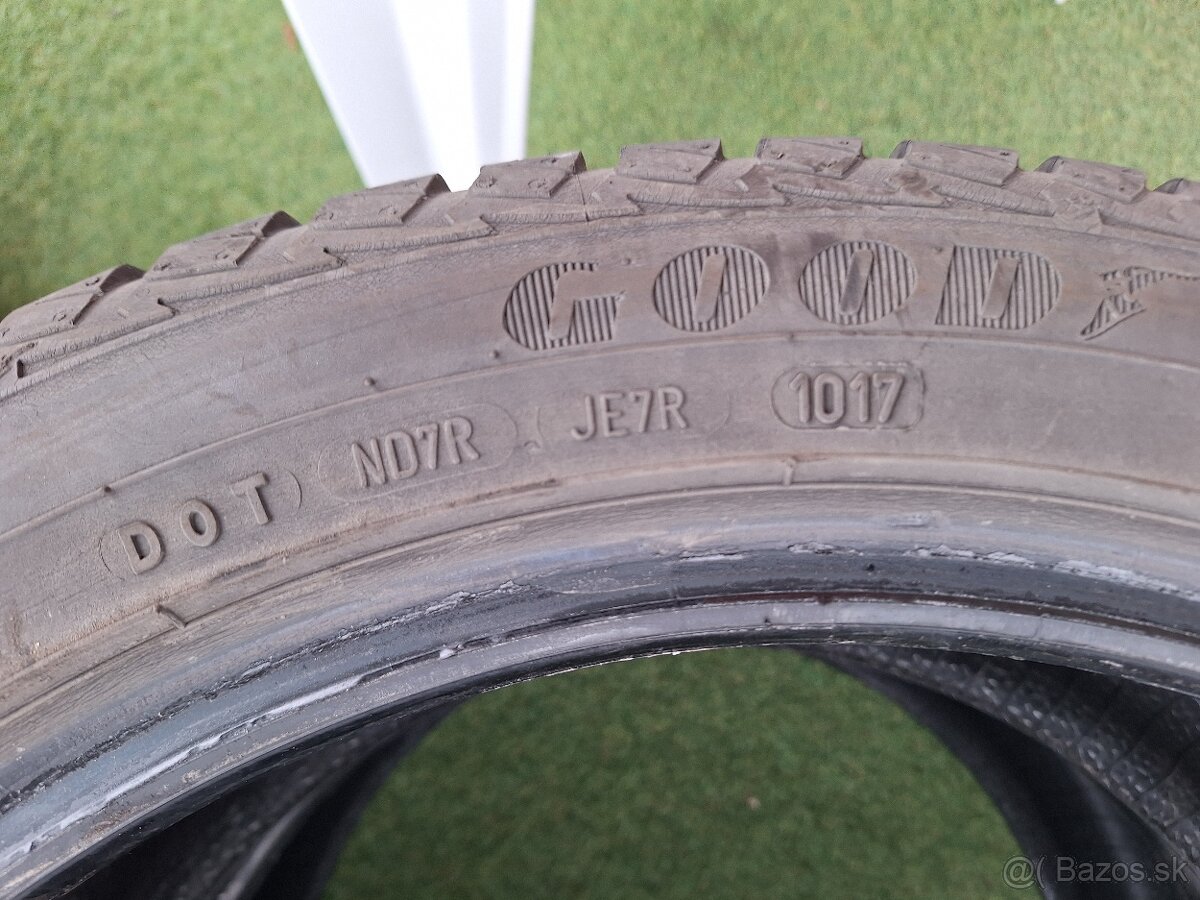 GOOD
DOT ND7R JE7R 1017
@( Bazos.sk